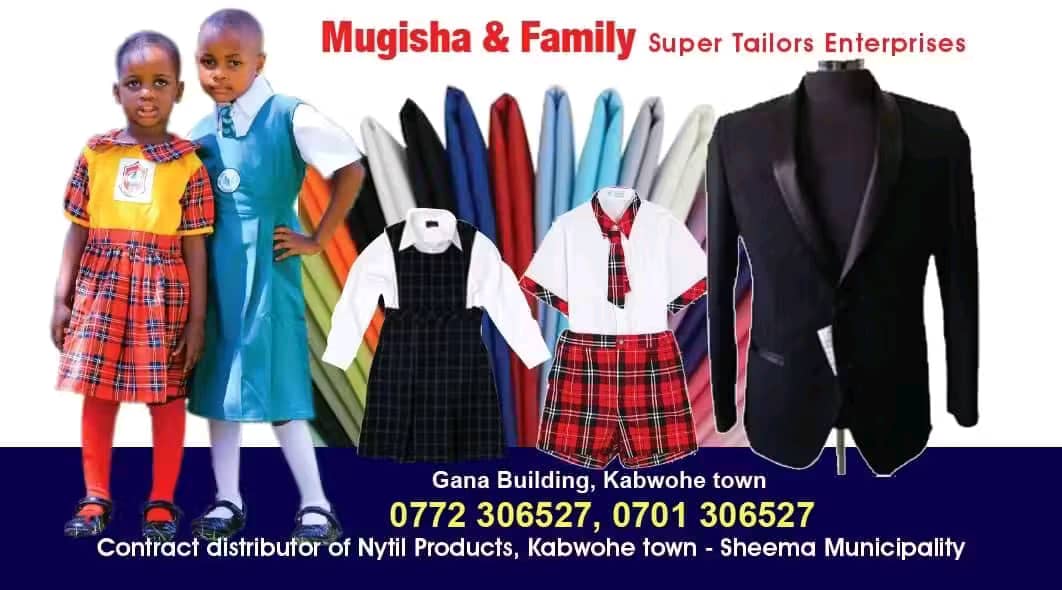 Mugisha & Family Super Tailors Enterprises
Gana Building, Kabwohe town
0772 306527, 0701 306527
Contract distributor of Nytil Products, Kabwohe town - Sheema Municipality